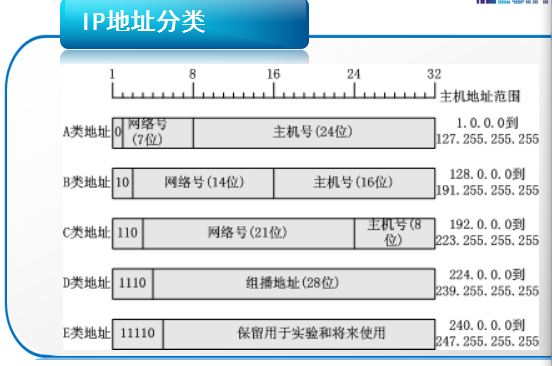 IP地址分类
1 8 16 24 32
主机地址范围
A类地址 0 网络号
(7位) 主机号(24位) 1.0.0.0到
127.255.255.255
B类地址 10 网络号(14位) 主机号(16位) 128.0.0.0到
191.255.255.255
C类地址 110 网络号(21位) 主机号(8
位) 192.0.0.0到
223.255.255.255
D类地址 1110 组播地址(28位) 224.0.0.0到
239.255.255.255
E类地址 11110 保留用于实验和将来使用 240.0.0.0到
247.255.255.255